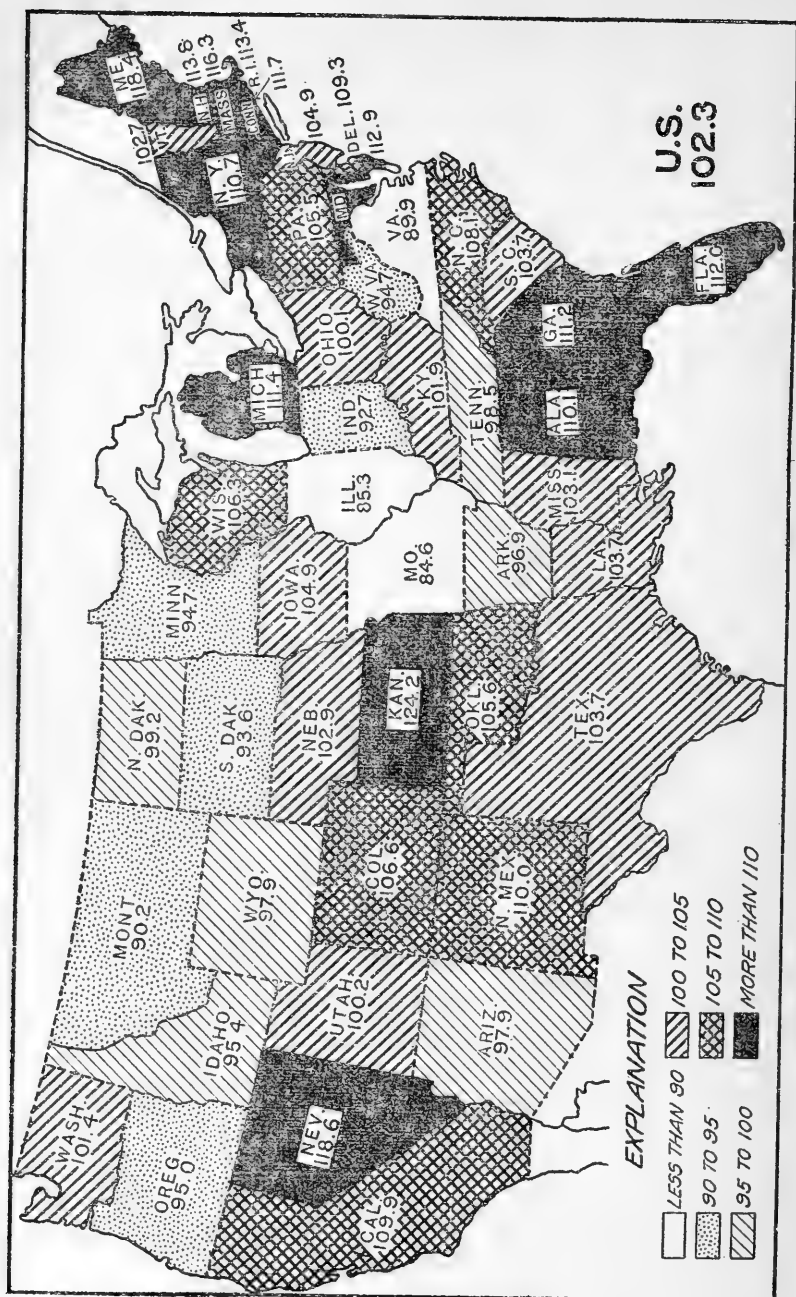 WASH.
101.4
OREG.
95.0
CAL.
109.9
NEV.
118.6
IDAHO.
95.4
MONT.
90.2
WYO.
97.9
UTAH.
100.2
ARIZ.
97.9
COL.
106.6
N. MEX.
110.0
N. DAK.
99.2
S. DAK.
93.6
NEB.
102.9
KAN.
124.2
OKL.
105.6
TEX.
103.7
MINN.
94.7
IOWA.
104.9
MO.
84.6
ARK.
96.9
LA.
103.7
WIS.
106.3
ILL.
85.3
MISS.
103.1
MICH.
111.4
IND.
92.7
OHIO.
100.1
KY.
101.9
TENN.
98.5
ALA.
110.1
GA.
111.2
FLA.
112.0
S. C.
103.7
N. C.
108.1
VA.
89.9
W. VA.
94.7
PA.
105.5
N. Y.
110.7
102.7
VT.
ME.
118.4
N. H.
113.8
MASS.
116.3
CONN.
R. I. 113.4
111.7
104.9
DEL. 109.3
MD.
112.9
U.S.
102.3
EXPLANATION
LESS THAN 90
90 TO 95
95 TO 100
100 TO 105
105 TO 110
MORE THAN 110